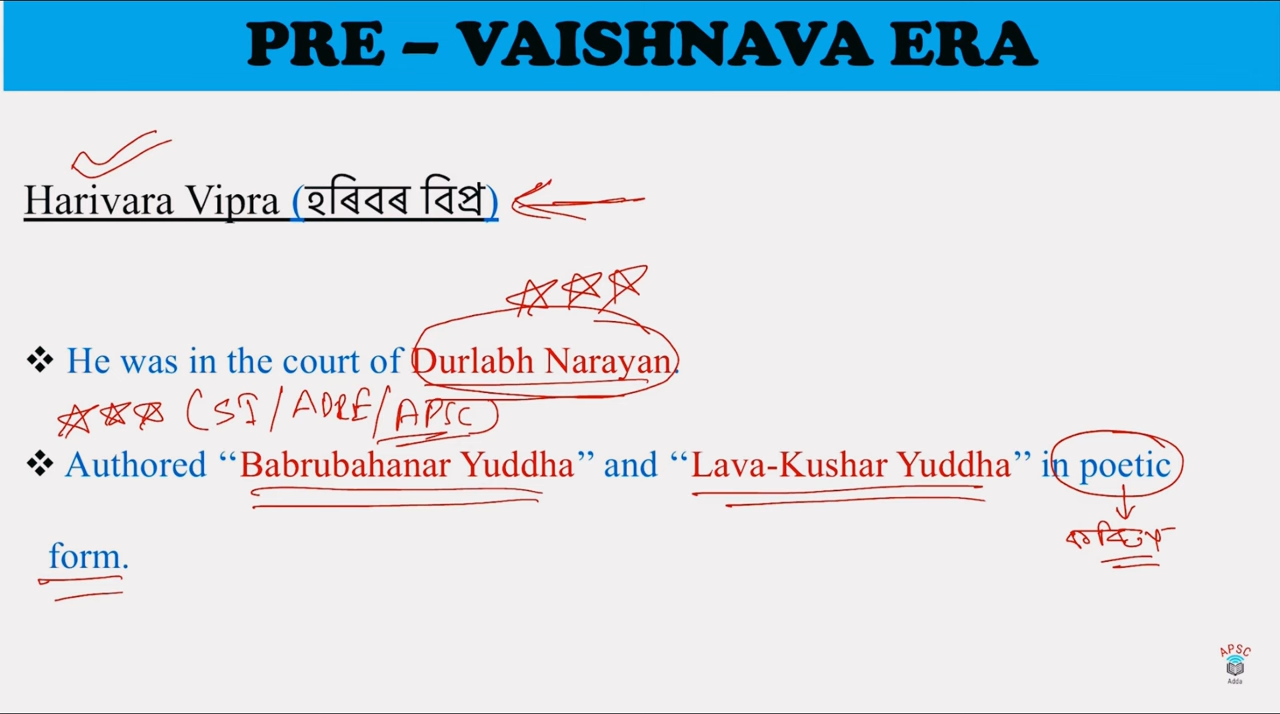 PRE – VAISHNAVA ERA
Harivara Vipra (হৰিবৰ বিপ্ৰ)
❖ He was in the court of Durlabh Narayan.
(SI/ADRE/APSC)
❖ Authored “Babrubahanar Yuddha” and “Lava-Kushar Yuddha” in poetic
form.
APSC
Adda